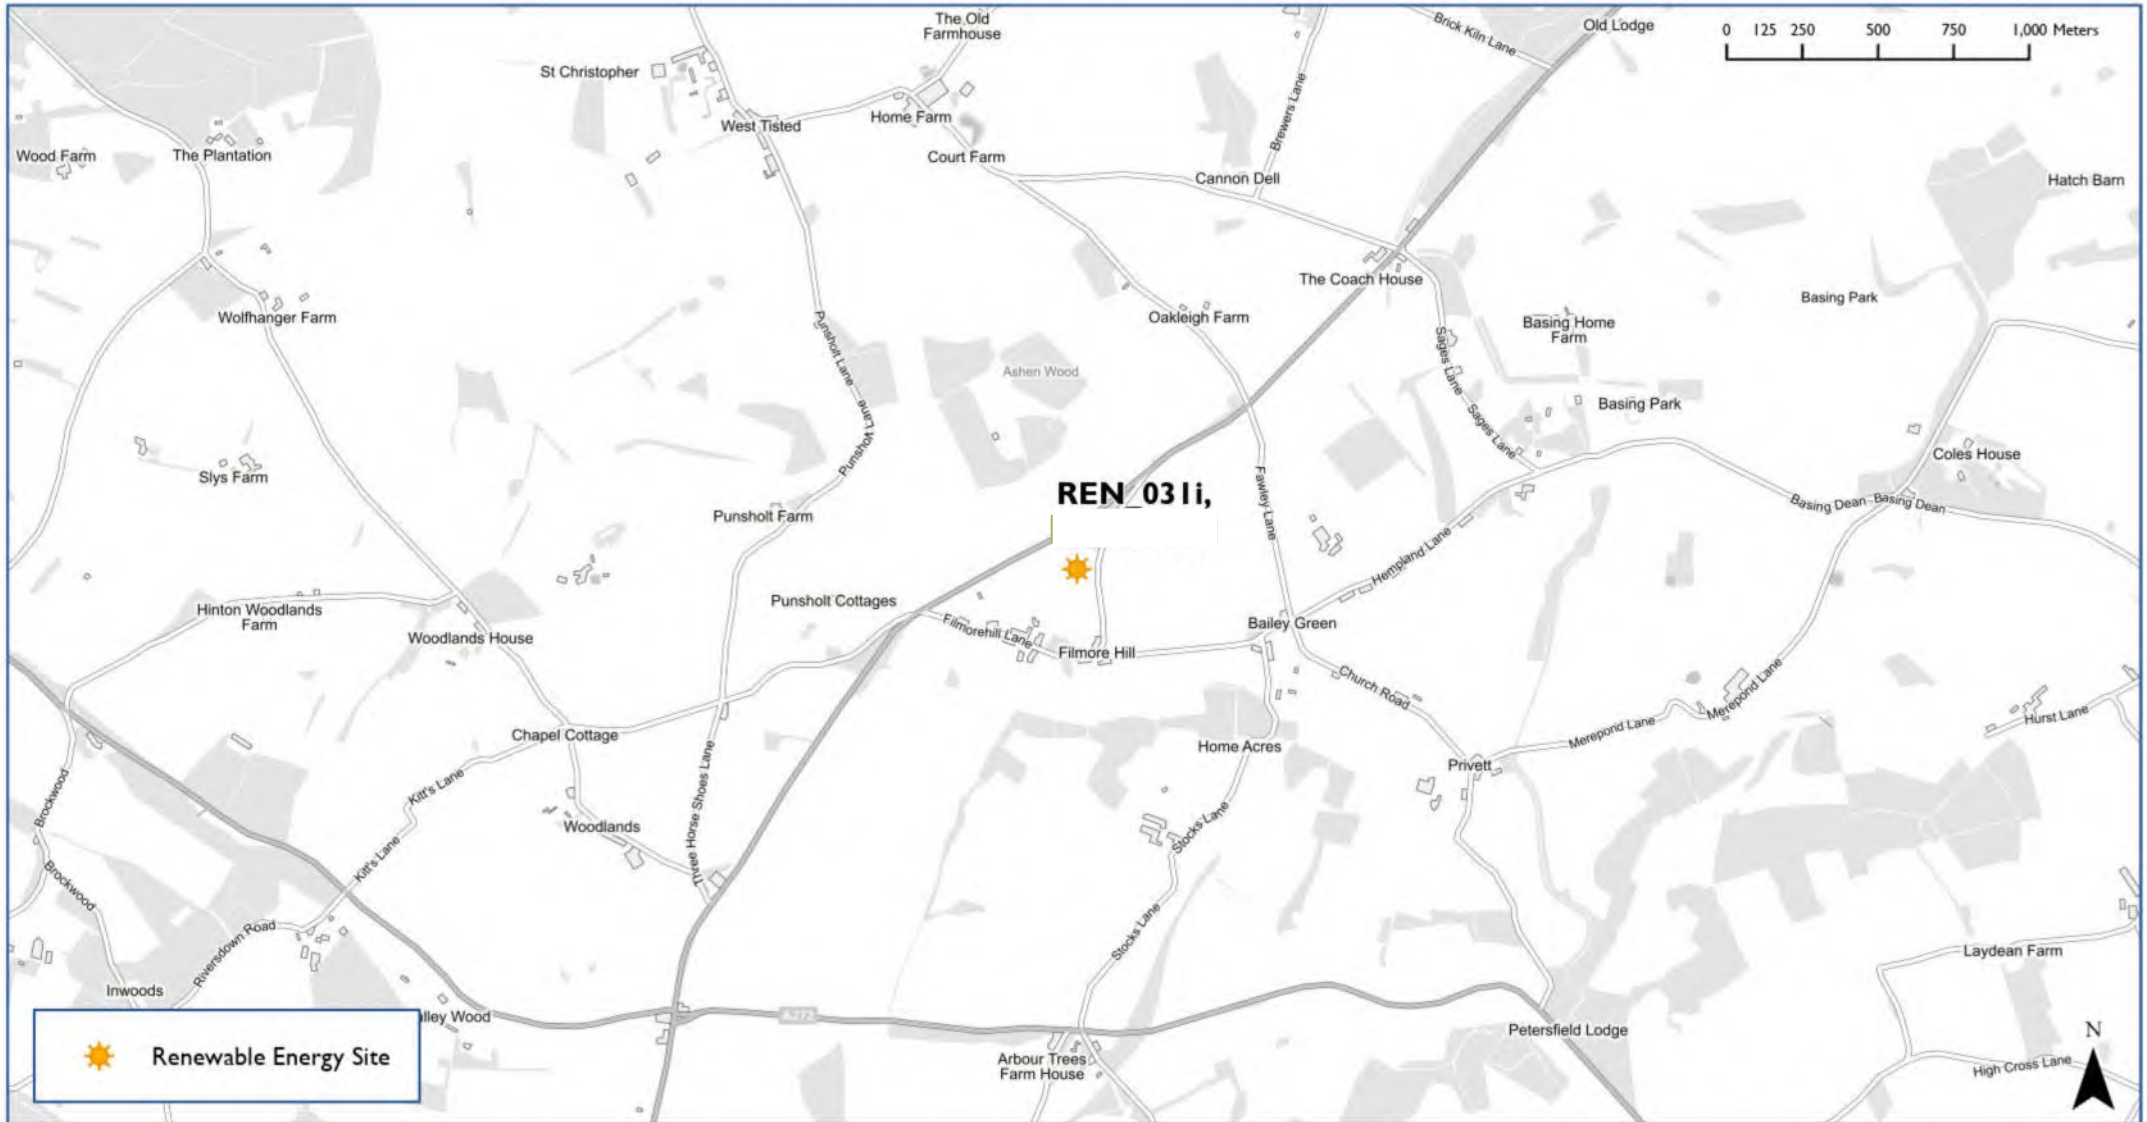 The Old
Farmhouse
Brick Kiln Lane
Old Lodge
0 125 250 500 750 1,000 Meters
St Christopher
West Tisted
Home Farm
Brewers Lane
Wood Farm
The Plantation
Court Farm
Cannon Dell
Hatch Barn
The Coach House
Wolfhanger Farm
Oakleigh Farm
Basing Home
Farm
Basing Park
Punsholt Lane
Ashen Wood
Sages Lane
Sages Lane
Basing Park
Punsholt Lane
Slys Farm
Coles House
Punsholt Farm
REN_031i,
Fawley Lane
Basing Dean
Basing Dean
Hempland Lane
Hinton Woodlands
Farm
Woodlands House
Punsholt Cottages
Filmorehill Lane
Filmore Hill
Bailey Green
Church Road
Merepond Lane
Merepond Lane
Hurst Lane
Chapel Cottage
Home Acres
Privett
Kitt's Lane
Three Horse Shoes Lane
Brockwood
Woodlands
Stocks Lane
Kitt's Lane
Brockwood
Stocks Lane
Riversdown Road
Laydean Farm
Inwoods
lley Wood
A272
Petersfield Lodge
Arbour Trees
Farm House
High Cross Lane
N
Renewable Energy Site